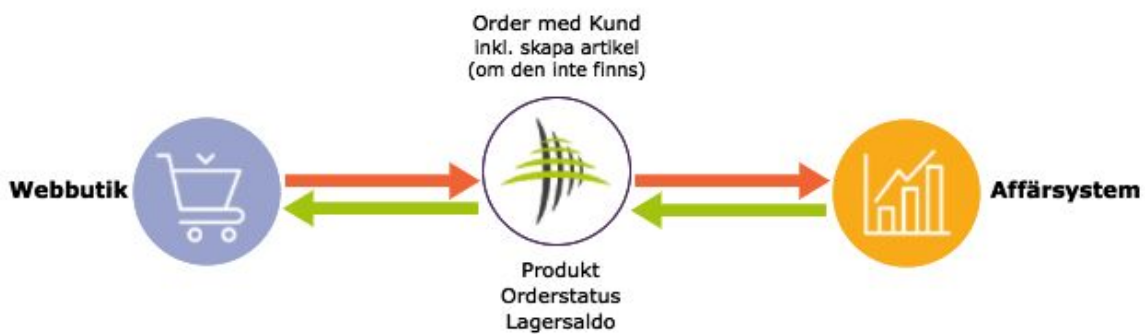 Order med Kund
inkl. skapa artikel
(om den inte finns)
Webbutik
Affärsystem
Produkt
Orderstatus
Lagersaldo